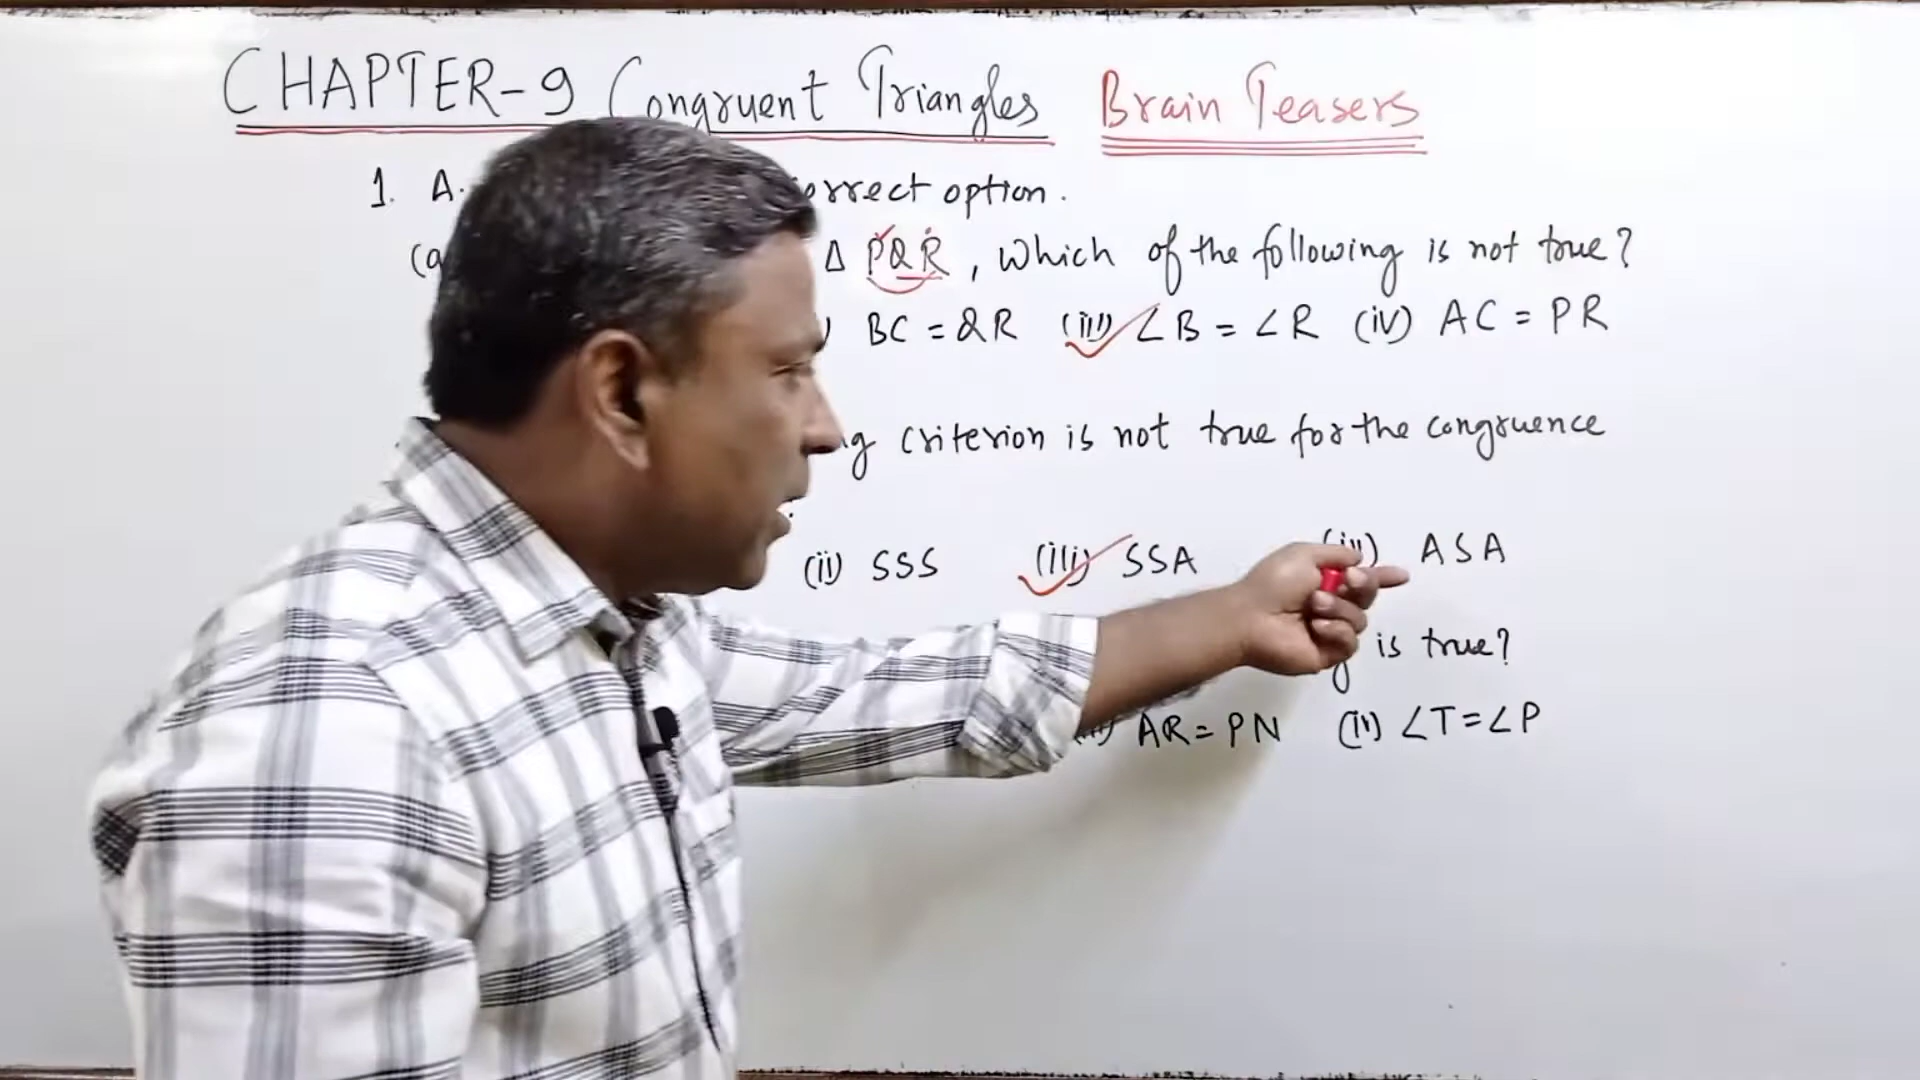 CHAPTER-9 Congruent Triangles Brain Teasers
1. A. orrect option.
(a Δ PQR, which of the following is not true?
BC = QR (iii) ∠B = ∠R (iv) AC = PR
g criterion is not true for the congruence
(ii) SSS (iii) SSA (iv) ASA
g is true?
(iii) AR = PN (iv) ∠T = ∠P